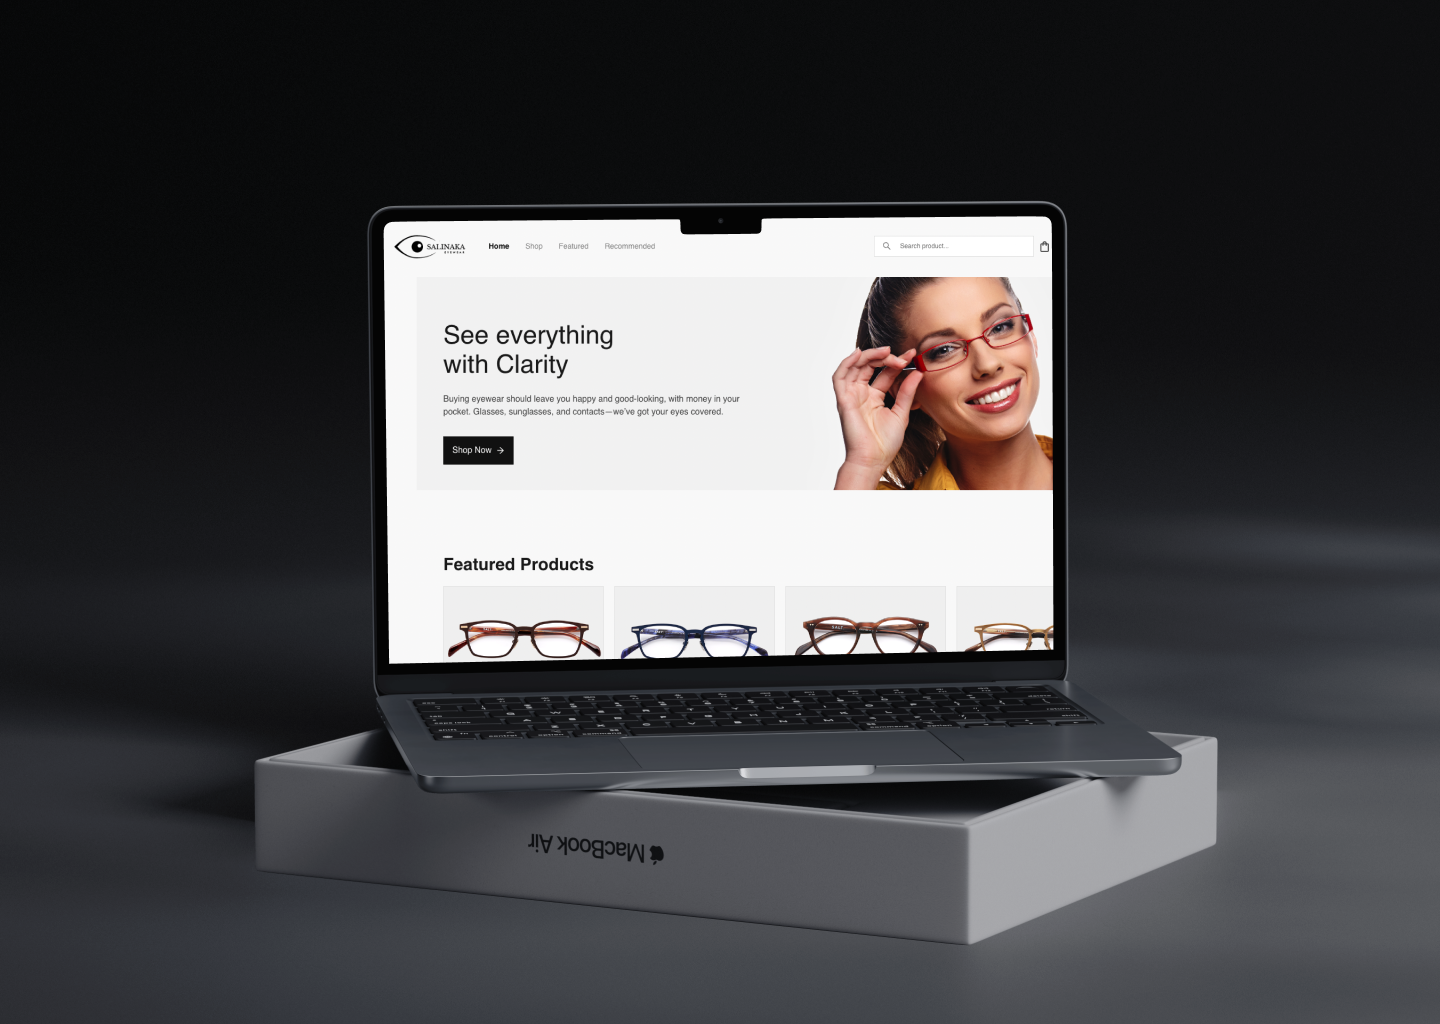 SALINAKA
EYEWEAR
Home
Shop
Featured
Recommended
Search product...
See everything
with Clarity
Buying eyewear should leave you happy and good-looking, with money in your
pocket. Glasses, sunglasses, and contacts—we've got your eyes covered.
Shop Now
Featured Products
SALT
MacBook Air